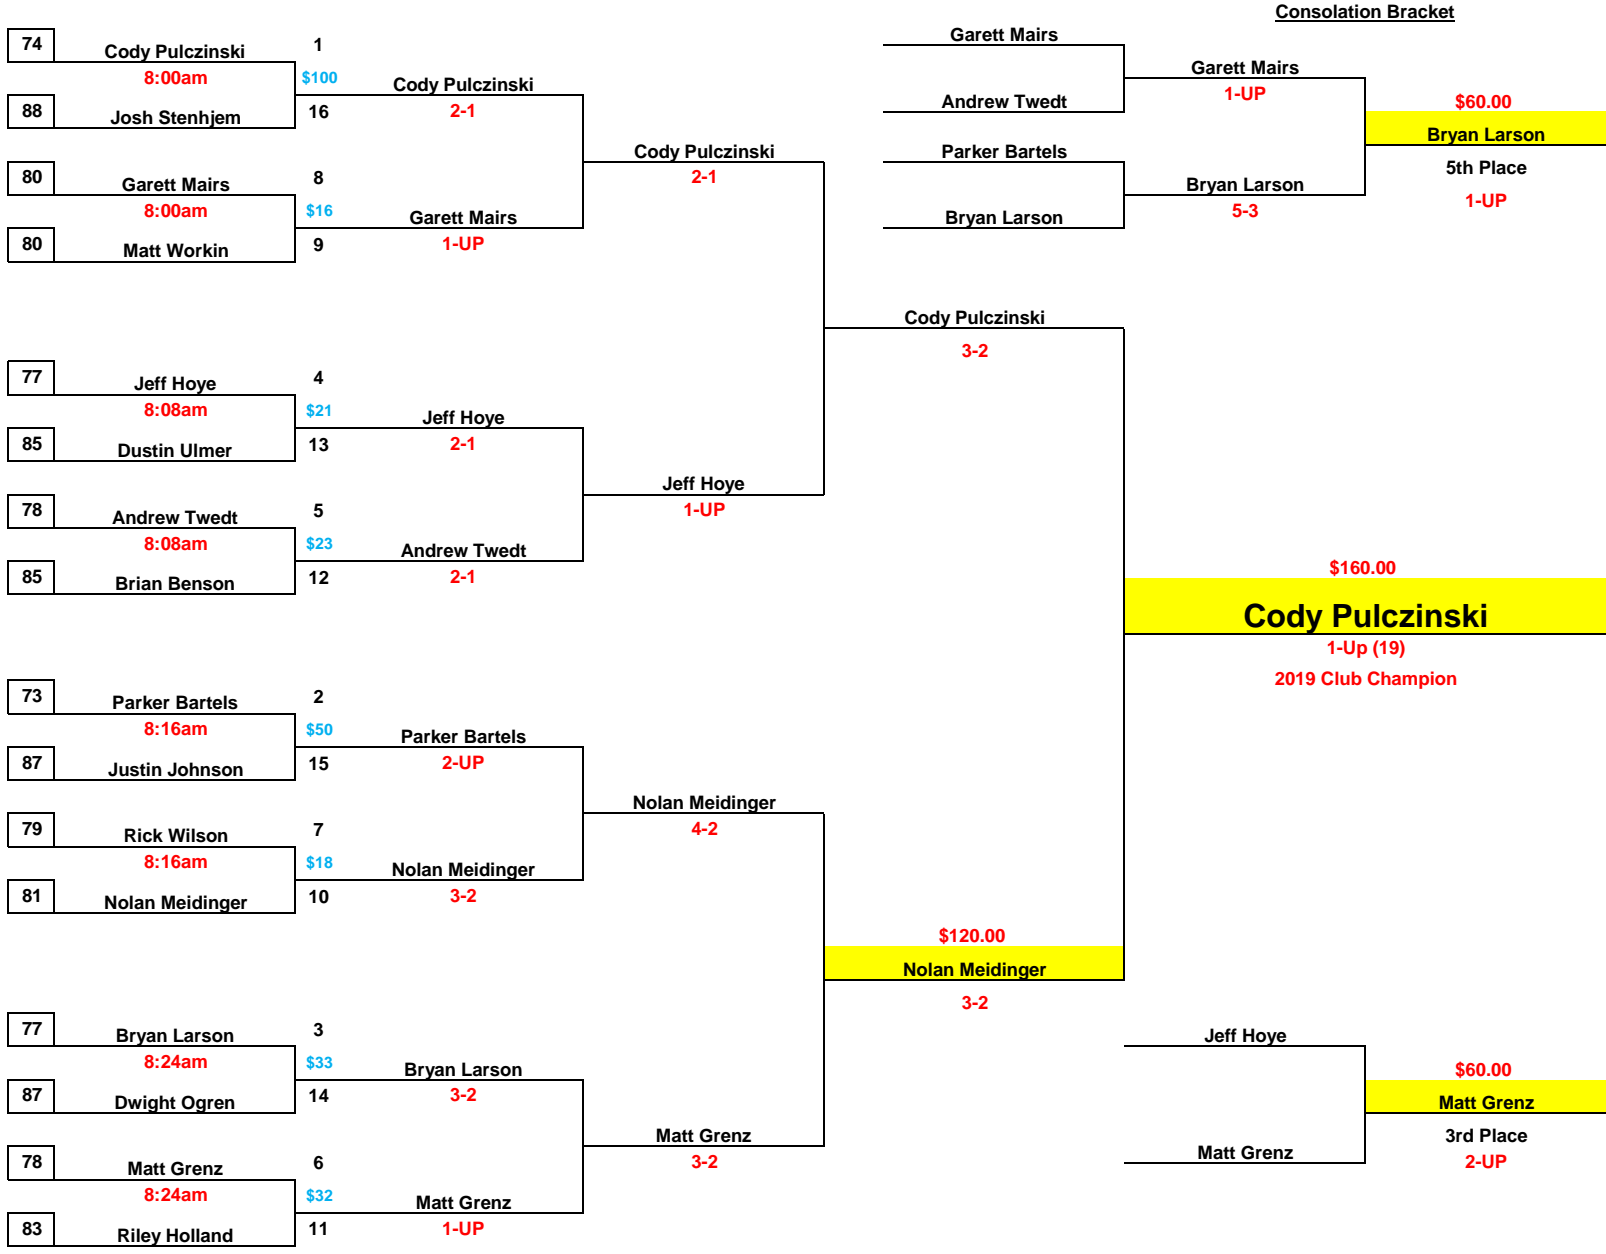 Consolation Bracket
74
Cody Pulczinski
1
8:00am
$100
88
Josh Stenhjem
16
Cody Pulczinski
2-1
80
Garett Mairs
8
8:00am
$16
80
Matt Workin
9
Garett Mairs
1-UP
Cody Pulczinski
2-1
77
Jeff Hoye
4
8:08am
$21
85
Dustin Ulmer
13
Jeff Hoye
2-1
78
Andrew Twedt
5
8:08am
$23
85
Brian Benson
12
Andrew Twedt
2-1
Jeff Hoye
1-UP
Cody Pulczinski
3-2
73
Parker Bartels
2
8:16am
$50
87
Justin Johnson
15
Parker Bartels
2-UP
79
Rick Wilson
7
8:16am
$18
81
Nolan Meidinger
10
Nolan Meidinger
3-2
Nolan Meidinger
4-2
77
Bryan Larson
3
8:24am
$33
87
Dwight Ogren
14
Bryan Larson
3-2
78
Matt Grenz
6
8:24am
$32
83
Riley Holland
11
Matt Grenz
1-UP
Matt Grenz
3-2
$120.00
Nolan Meidinger
3-2
$160.00
Cody Pulczinski
1-Up (19)
2019 Club Champion
Garett Mairs
Andrew Twedt
Garett Mairs
1-UP
Parker Bartels
Bryan Larson
Bryan Larson
5-3
$60.00
Bryan Larson
5th Place
1-UP
Jeff Hoye
Matt Grenz
$60.00
Matt Grenz
3rd Place
2-UP